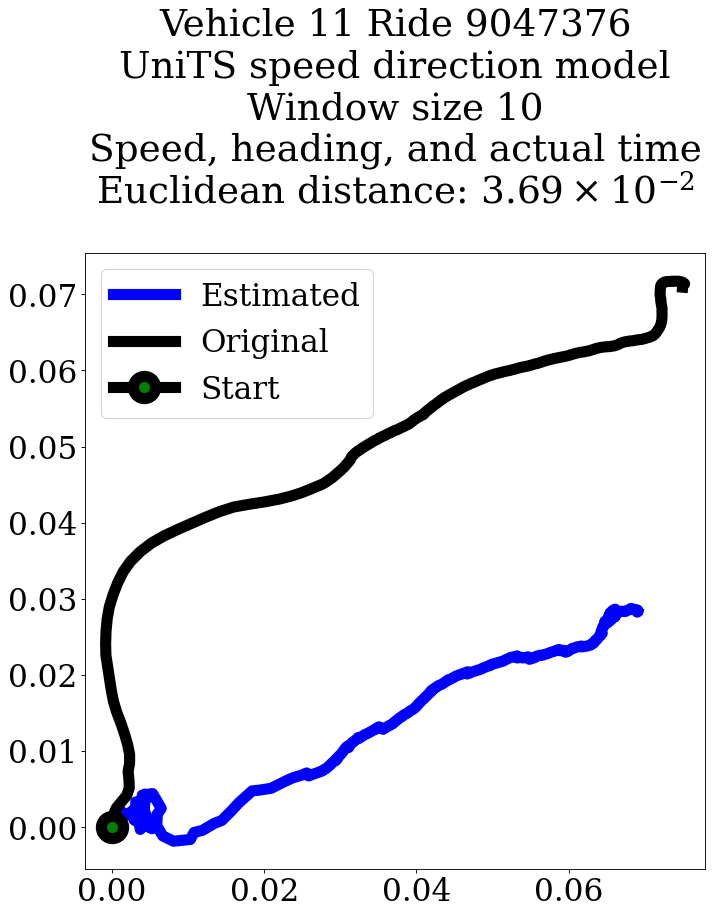 Vehicle 11 Ride 9047376
UniTS speed direction model
Window size 10
Speed, heading, and actual time
Euclidean distance: 3.69 × 10⁻²
Estimated
Original
Start
0.07
0.06
0.05
0.04
0.03
0.02
0.01
0.00
0.00 0.02 0.04 0.06